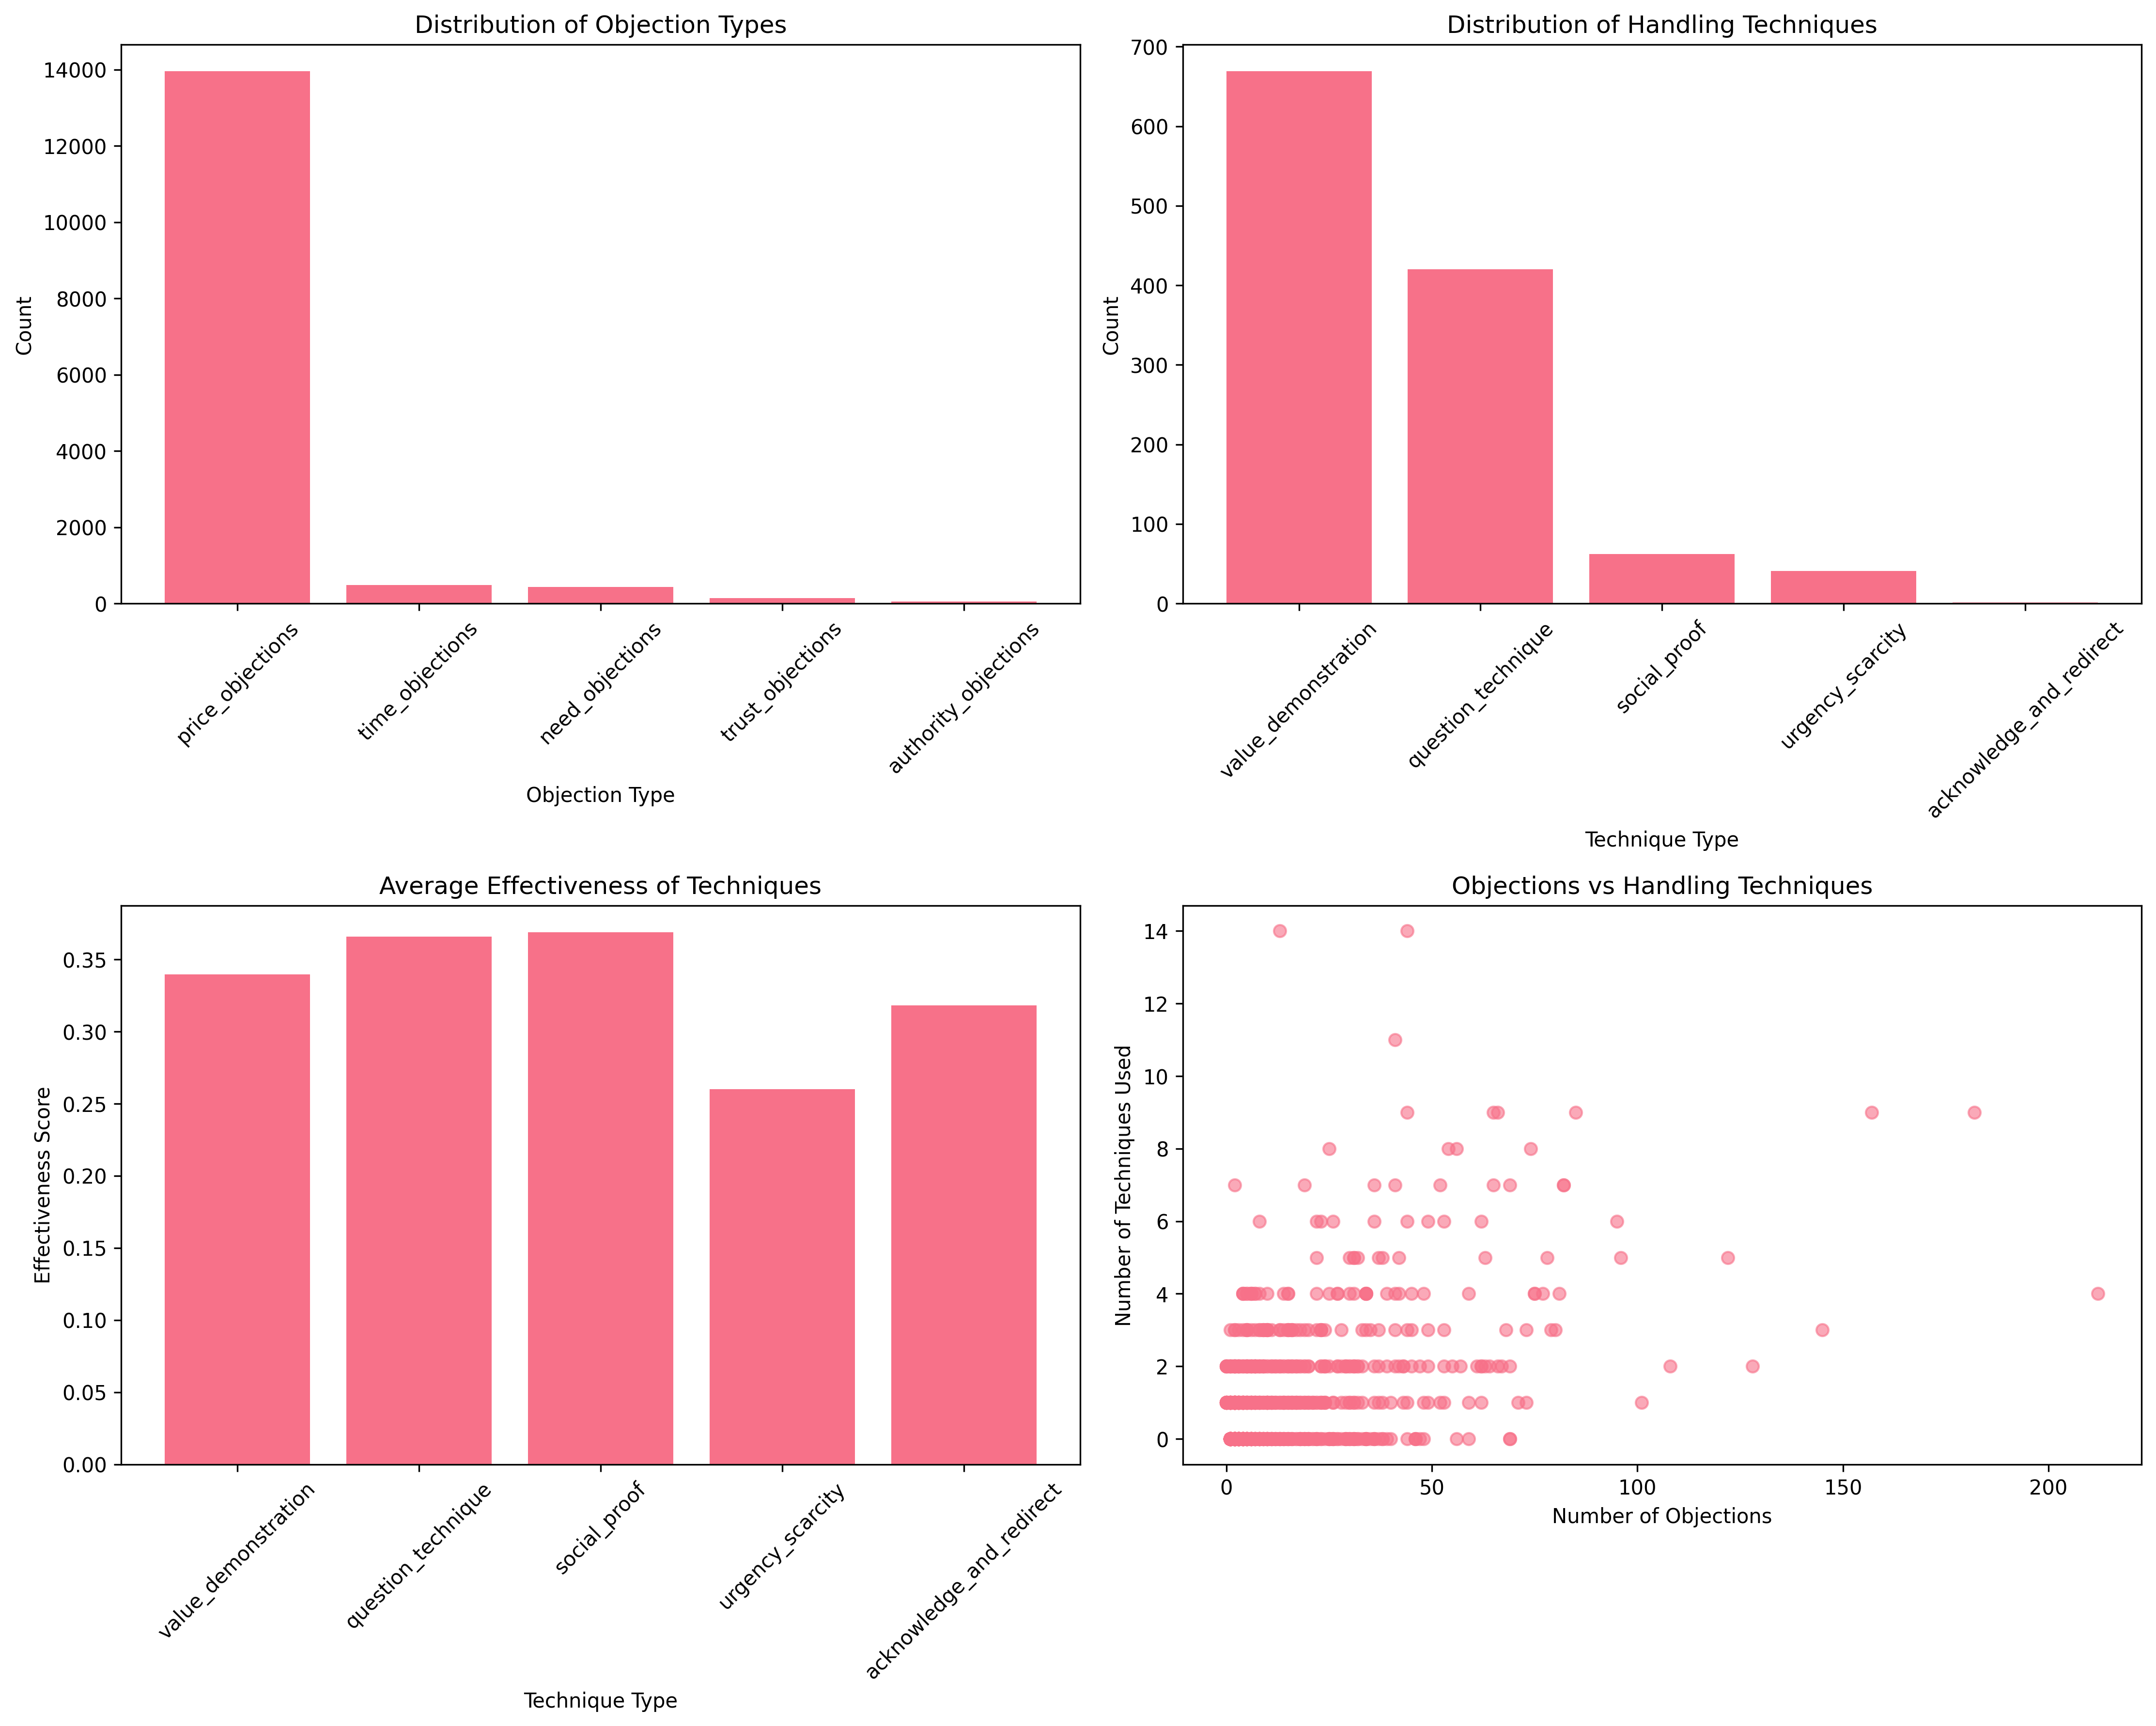 Distribution of Objection Types
14000
12000
10000
8000
6000
4000
2000
0
Count
price_objections
time_objections
need_objections
trust_objections
authority_objections
Objection Type
Distribution of Handling Techniques
700
600
500
400
300
200
100
0
Count
value_demonstration
question_technique
social_proof
urgency_scarcity
acknowledge_and_redirect
Technique Type
Average Effectiveness of Techniques
0.35
0.30
0.25
0.20
0.15
0.10
0.05
0.00
Effectiveness Score
value_demonstration
question_technique
social_proof
urgency_scarcity
acknowledge_and_redirect
Technique Type
Objections vs Handling Techniques
14
12
10
8
6
4
2
0
Number of Techniques Used
0
50
100
150
200
Number of Objections